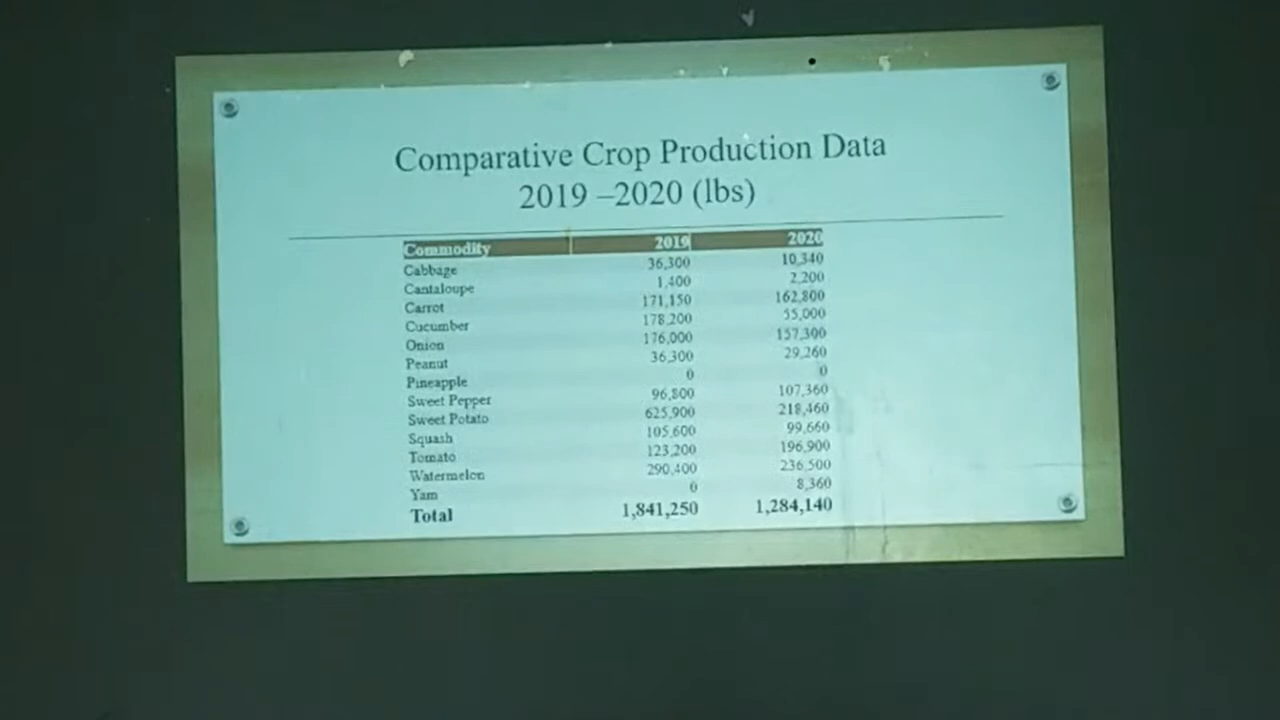 Comparative Crop Production Data
2019 –2020 (lbs)
Commodity 2019 2020
Cabbage 36,300 10,340
Cantaloupe 1,400 2,200
Carrot 171,150 162,800
Cucumber 178,200 55,000
Onion 176,000 157,300
Peanut 36,300 29,260
Pineapple 0 0
Sweet Pepper 96,800 107,360
Sweet Potato 625,900 218,460
Squash 105,600 99,660
Tomato 123,200 196,900
Watermelon 290,400 236,500
Yam 0 8,360
Total 1,841,250 1,284,140